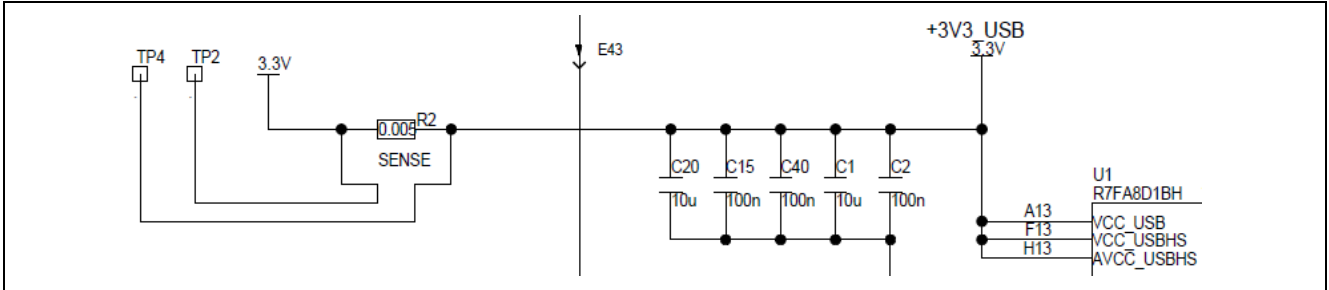 +3V3_USB
3.3V
TP4
TP2
3.3V
E43
0.005
R2
SENSE
C20
C15
C40
C1
C2
10u
100n
100n
10u
100n
U1
R7FA8D1BH
A13
VCC_USB
F13
VCC_USBHS
H13
AVCC_USBHS